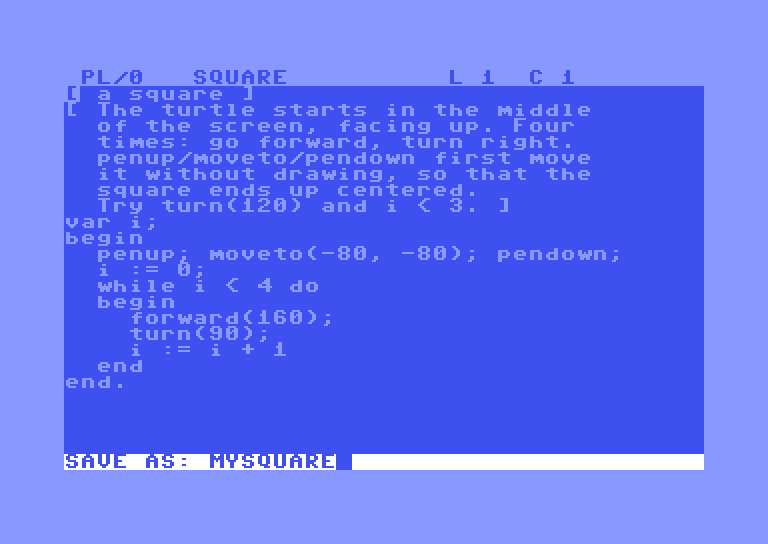 PL/0   SQUARE          L 1  C 1
[ a square ]
[ The turtle starts in the middle
  of the screen, facing up. Four
  times: go forward, turn right.
  penup/moveto/pendown first move
  it without drawing, so that the
  square ends up centered.
  Try turn(120) and i < 3. ]
var i;
begin
  penup; moveto(-80, -80); pendown;
  i := 0;
  while i < 4 do
  begin
    forward(160);
    turn(90);
    i := i + 1
  end
end.
SAVE AS: MYSQUARE